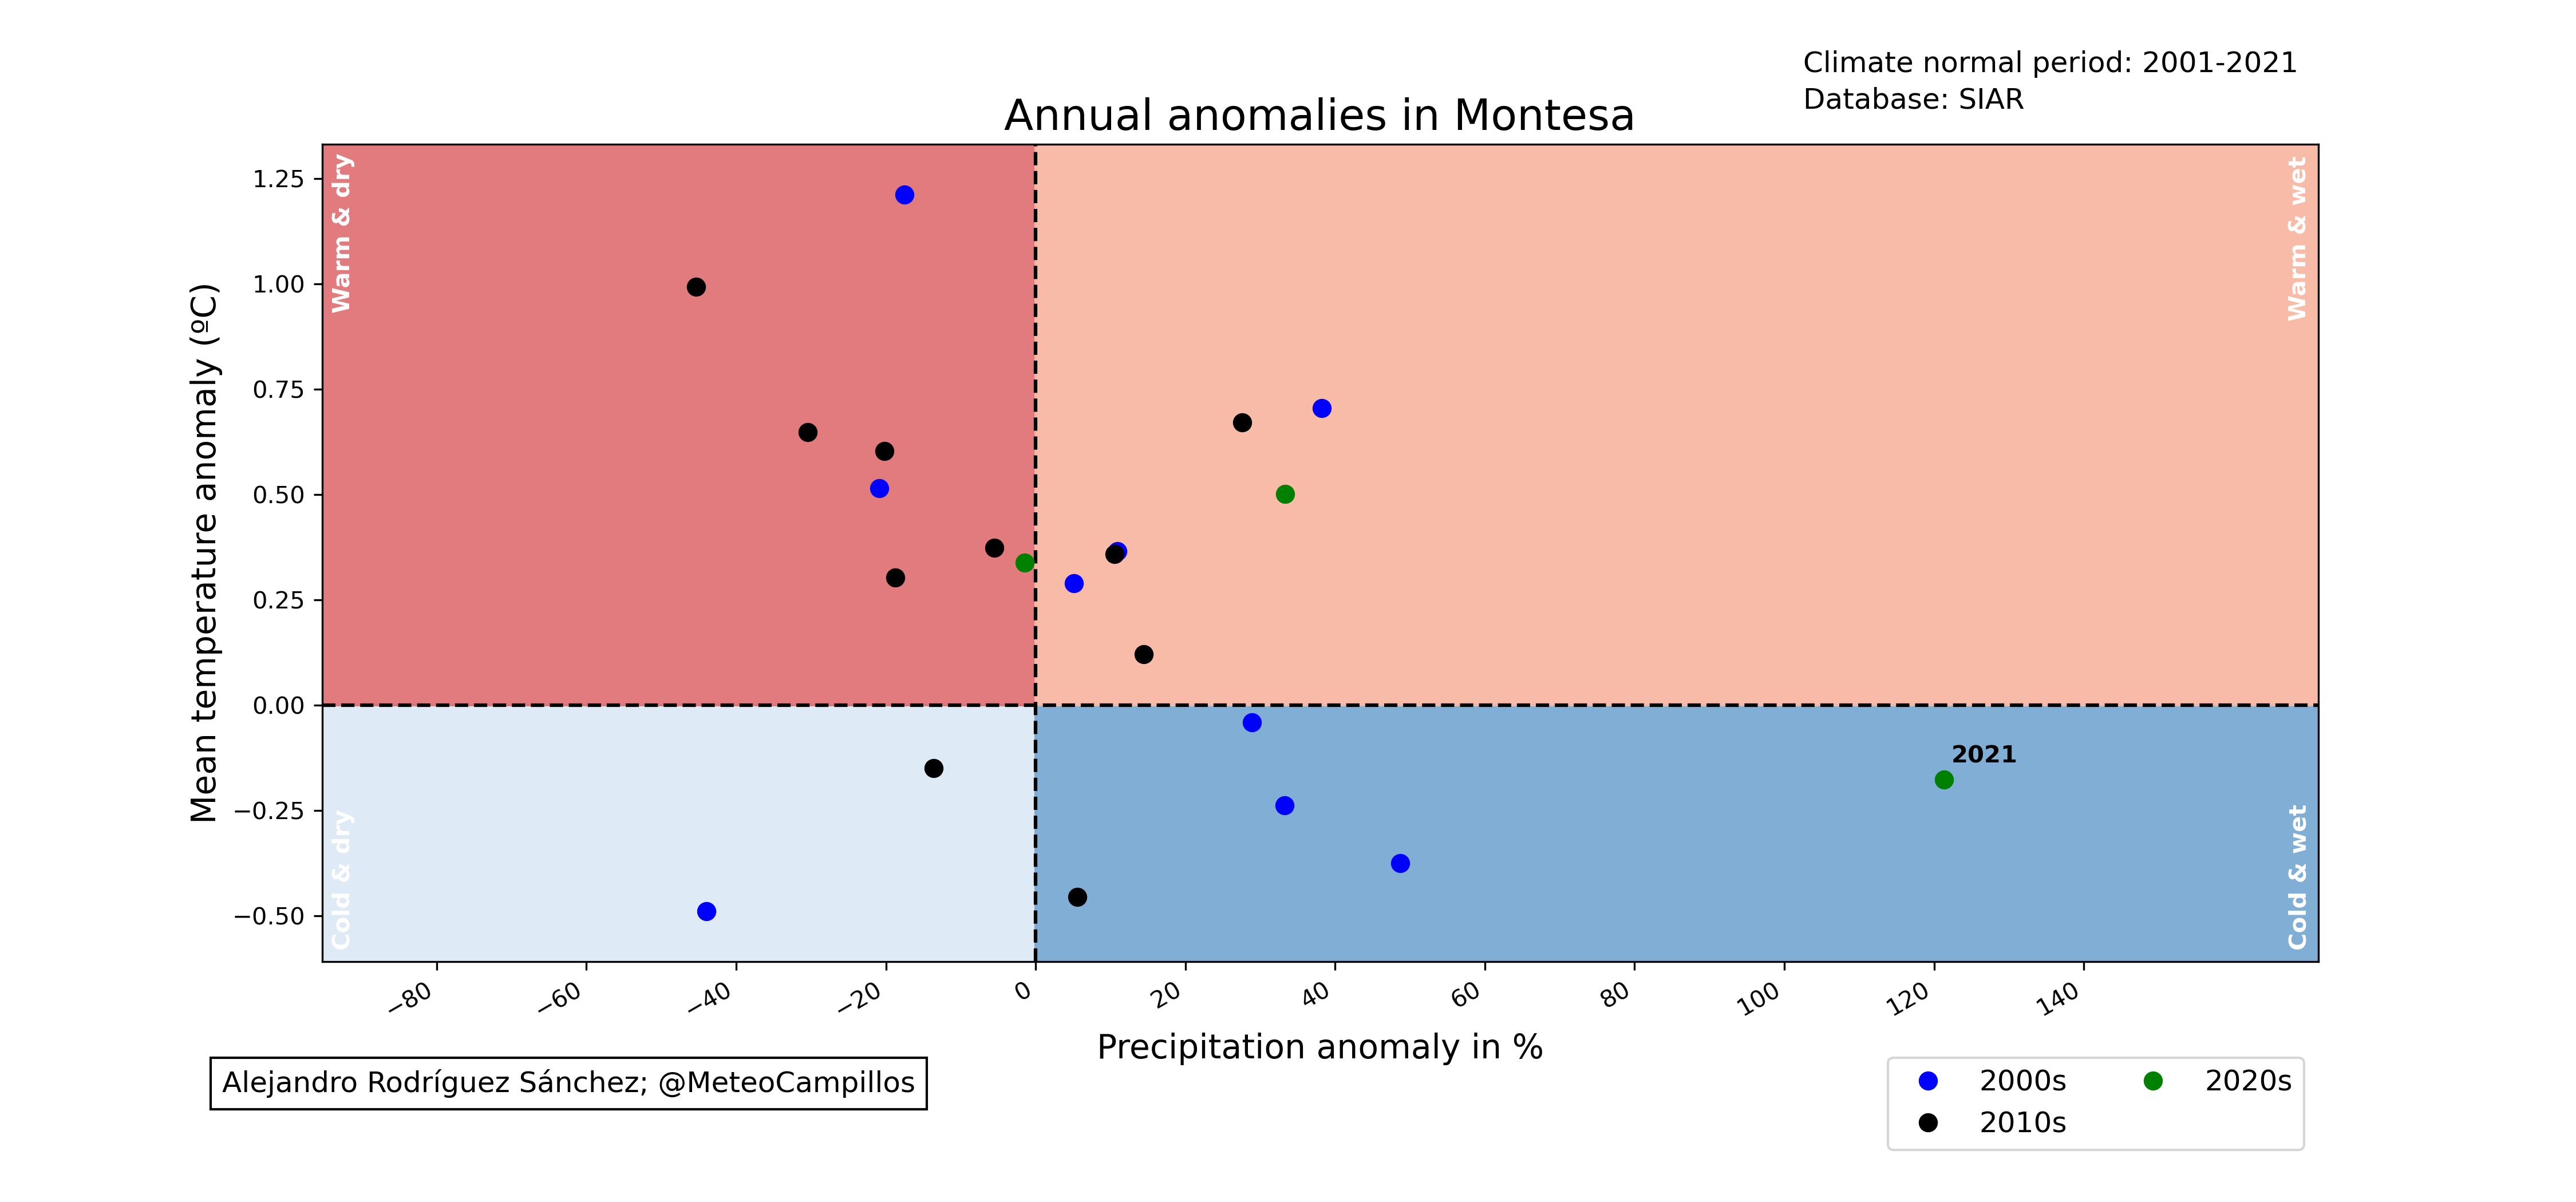 Climate normal period: 2001-2021
Database: SIAR
Annual anomalies in Montesa
Mean temperature anomaly (ºC)
1.25
1.00
0.75
0.50
0.25
0.00
−0.25
−0.50
Warm & dry
Warm & wet
Cold & dry
Cold & wet
2021
−80
−60
−40
−20
0
20
40
60
80
100
120
140
Precipitation anomaly in %
Alejandro Rodríguez Sánchez; @MeteoCampillos
2000s
2010s
2020s